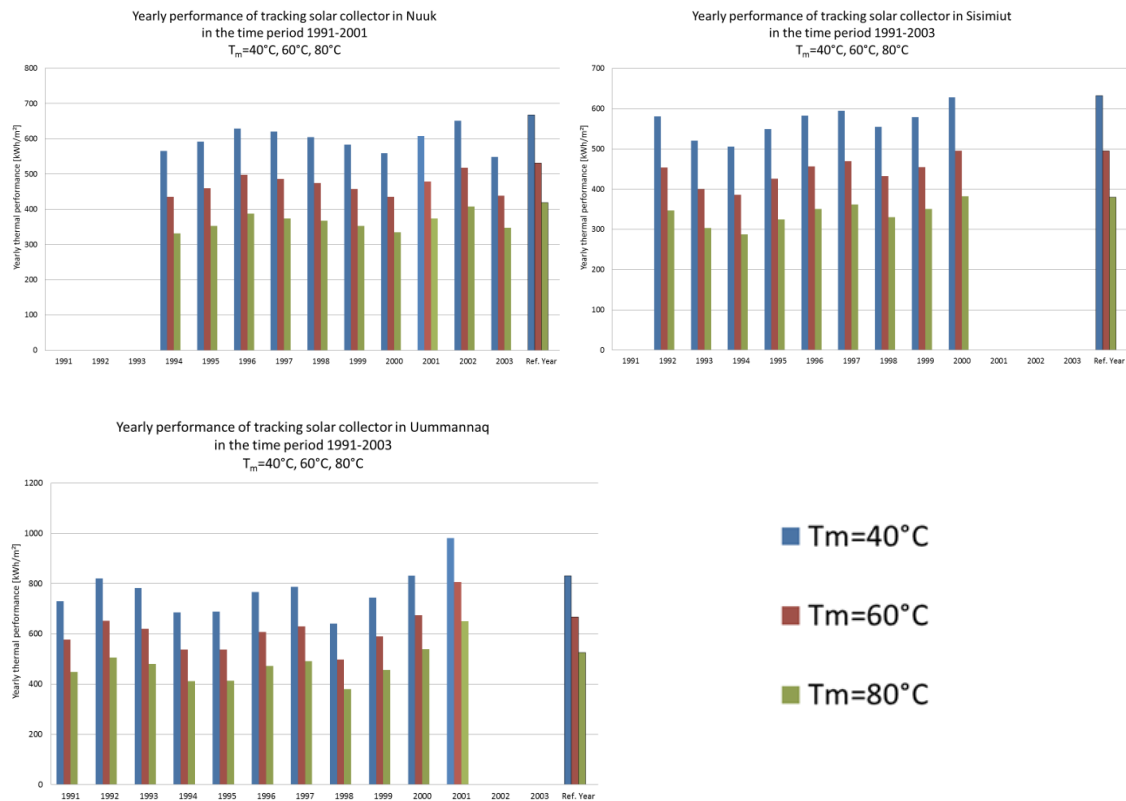 Yearly performance of tracking solar collector in Nuuk
in the time period 1991-2001
Tm=40°C, 60°C, 80°C
Yearly thermal performance [kWh/m²]
800
700
600
500
400
300
200
100
0
1991 1992 1993 1994 1995 1996 1997 1998 1999 2000 2001 2002 2003 Ref. Year
Yearly performance of tracking solar collector in Sisimiut
in the time period 1991-2003
Tm=40°C, 60°C, 80°C
Yearly thermal performance [kWh/m²]
700
600
500
400
300
200
100
0
1991 1992 1993 1994 1995 1996 1997 1998 1999 2000 2001 2002 2003 Ref. Year
Yearly performance of tracking solar collector in Uummannaq
in the time period 1991-2003
Tm=40°C, 60°C, 80°C
Yearly thermal performance [kWh/m²]
1200
1000
800
600
400
200
0
1991 1992 1993 1994 1995 1996 1997 1998 1999 2000 2001 2002 2003 Ref. Year
Tm=40°C
Tm=60°C
Tm=80°C